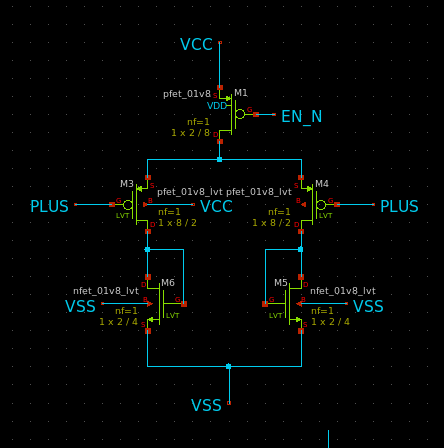 VCC
pfet_01v8
S
M1
VDD
G
EN_N
nf=1
1 x 2 / 8
D
M3
S
pfet_01v8_lvt
pfet_01v8_lvt
S
M4
PLUS
G
B
VCC
B
G
PLUS
LVT
nf=1
1 x 8 / 2
nf=1
1 x 8 / 2
LVT
D
D
nfet_01v8_lvt
D
M6
D
M5
nfet_01v8_lvt
VSS
B
G
G
B
VSS
nf=1
1 x 2 / 4
S
LVT
LVT
S
nf=1
1 x 2 / 4
VSS